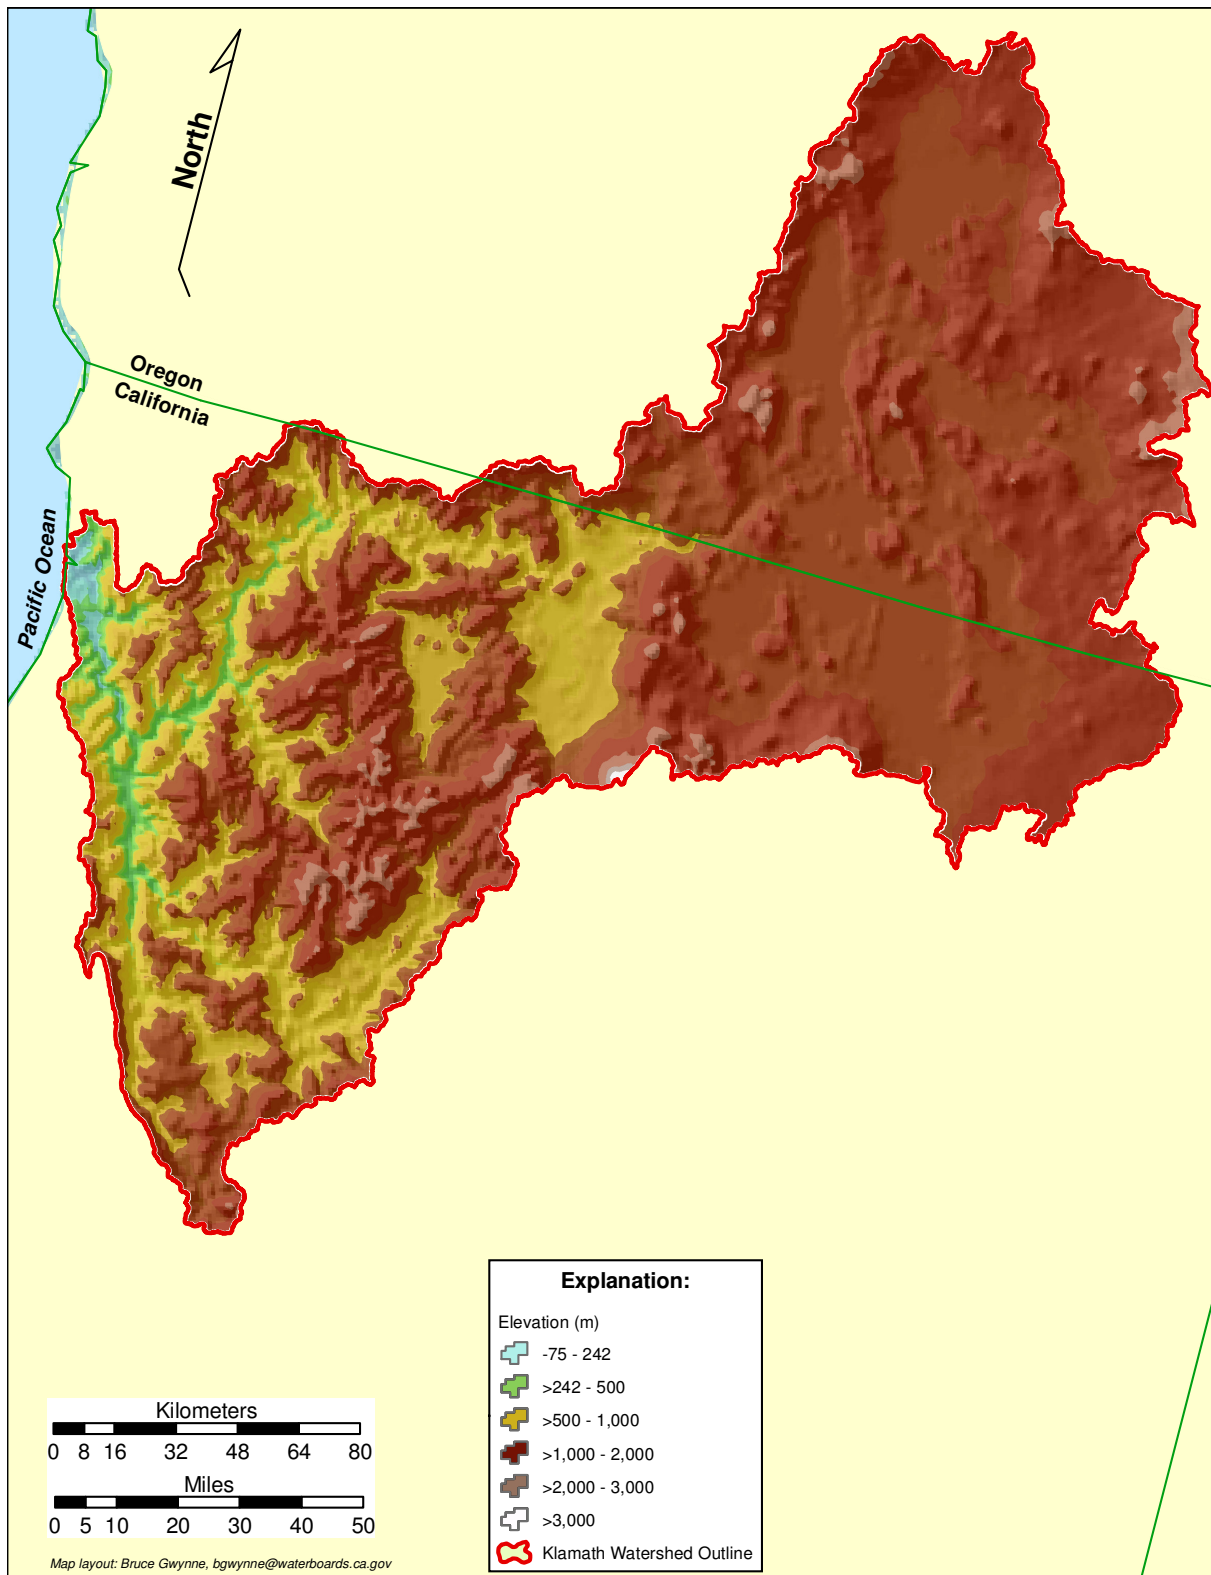 North
Oregon
California
Pacific Ocean
Explanation:
Elevation (m)
-75 - 242
>242 - 500
>500 - 1,000
>1,000 - 2,000
>2,000 - 3,000
>3,000
Klamath Watershed Outline
Kilometers
0 8 16 32 48 64 80
Miles
0 5 10 20 30 40 50
Map layout: Bruce Gwynne, bgwynne@waterboards.ca.gov